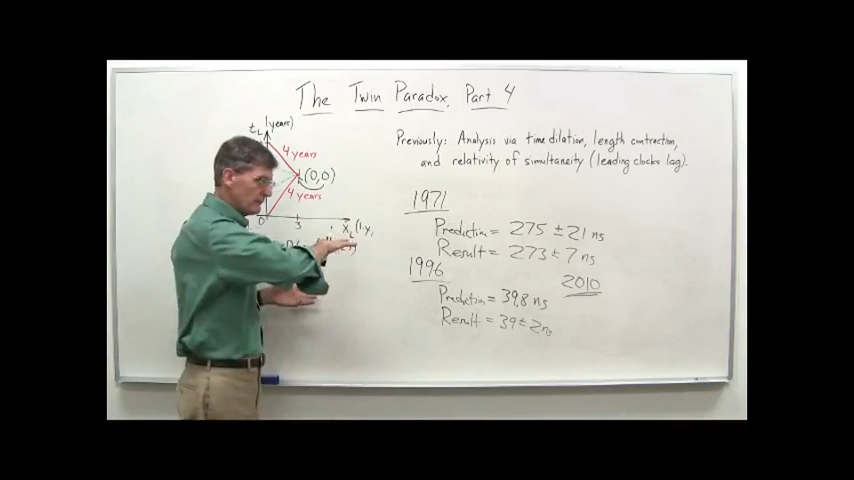 The Twin Paradox, Part 4
t_L (years)
4 years
(0,0)
4 years
0 3 X_L (l.y.
Previously: Analysis via time dilation, length contraction,
and relativity of simultaneity (leading clocks lag).
1971
Prediction = 275 ± 21 ns
Result = 273 ± 7 ns
1996
Prediction = 39.8 ns
Result = 39 ± 2 ns
2010